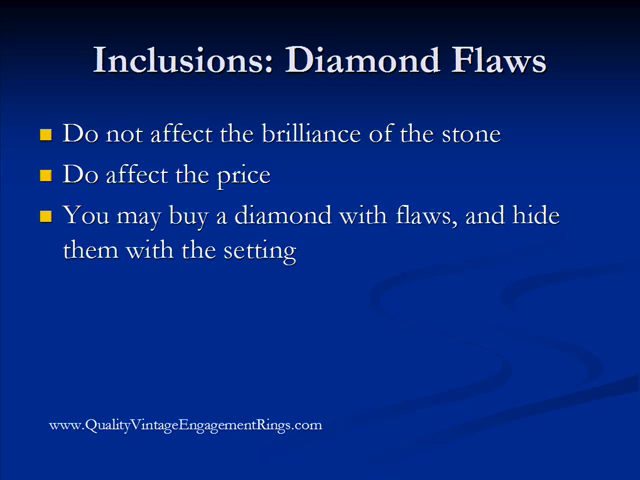 Inclusions: Diamond Flaws
Do not affect the brilliance of the stone
Do affect the price
You may buy a diamond with flaws, and hide
them with the setting
www.QualityVintageEngagementRings.com